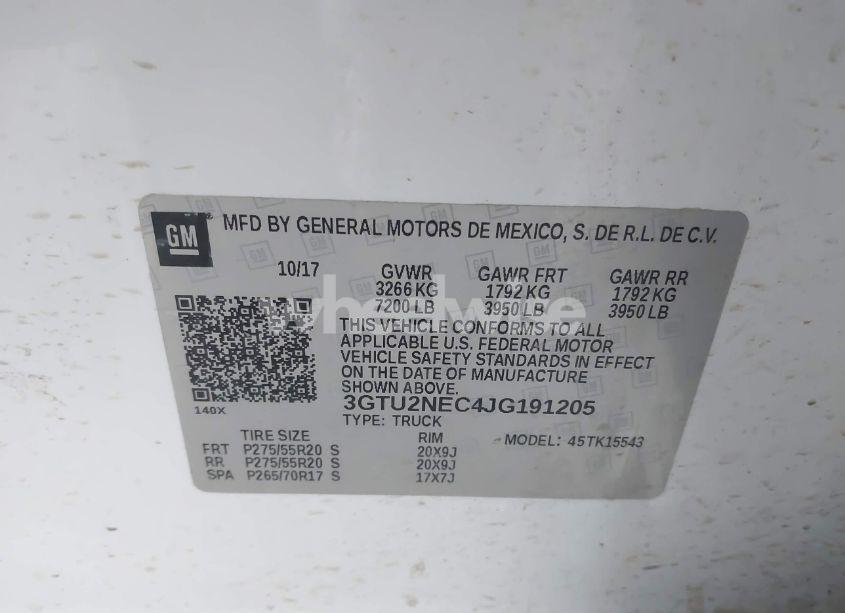 GM
MFD BY GENERAL MOTORS DE MEXICO, S. DE R.L. DE C.V.
10/17 GVWR GAWR FRT GAWR RR
3266 KG 1792 KG 1792 KG
7200 LB 3950 LB 3950 LB
THIS VEHICLE CONFORMS TO ALL
APPLICABLE U.S. FEDERAL MOTOR
VEHICLE SAFETY STANDARDS IN EFFECT
ON THE DATE OF MANUFACTURE
SHOWN ABOVE.
140X
3GTU2NEC4JG191205
TYPE: TRUCK
TIRE SIZE RIM MODEL: 45TK15543
FRT P275/55R20 S 20X9J
RR P275/55R20 S 20X9J
SPA P265/70R17 S 17X7J